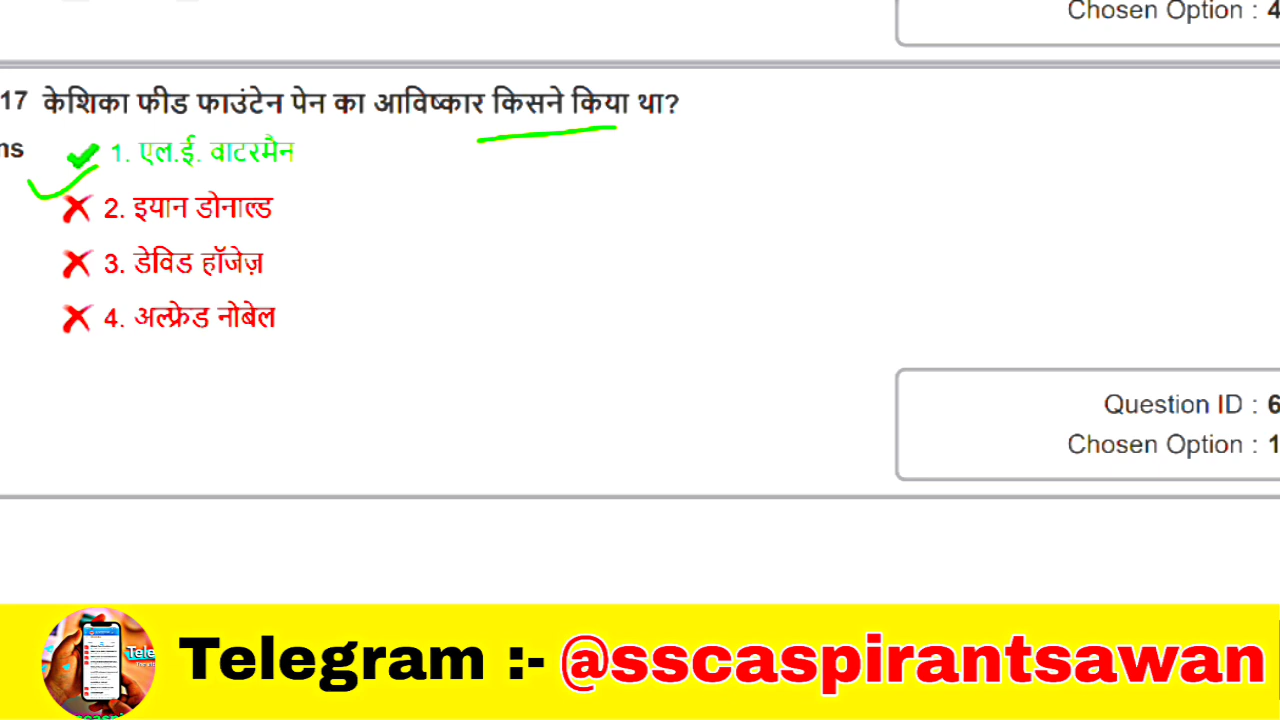 Chosen Option : 4
17 केशिका फीड फाउंटेन पेन का आविष्कार किसने किया था?
ns
1. एल.ई. वाटरमैन
2. इयान डोनाल्ड
3. डेविड हॉजेज़
4. अल्फ्रेड नोबेल
Question ID : 6
Chosen Option : 1
Telegram :- @sscaspirantsawan